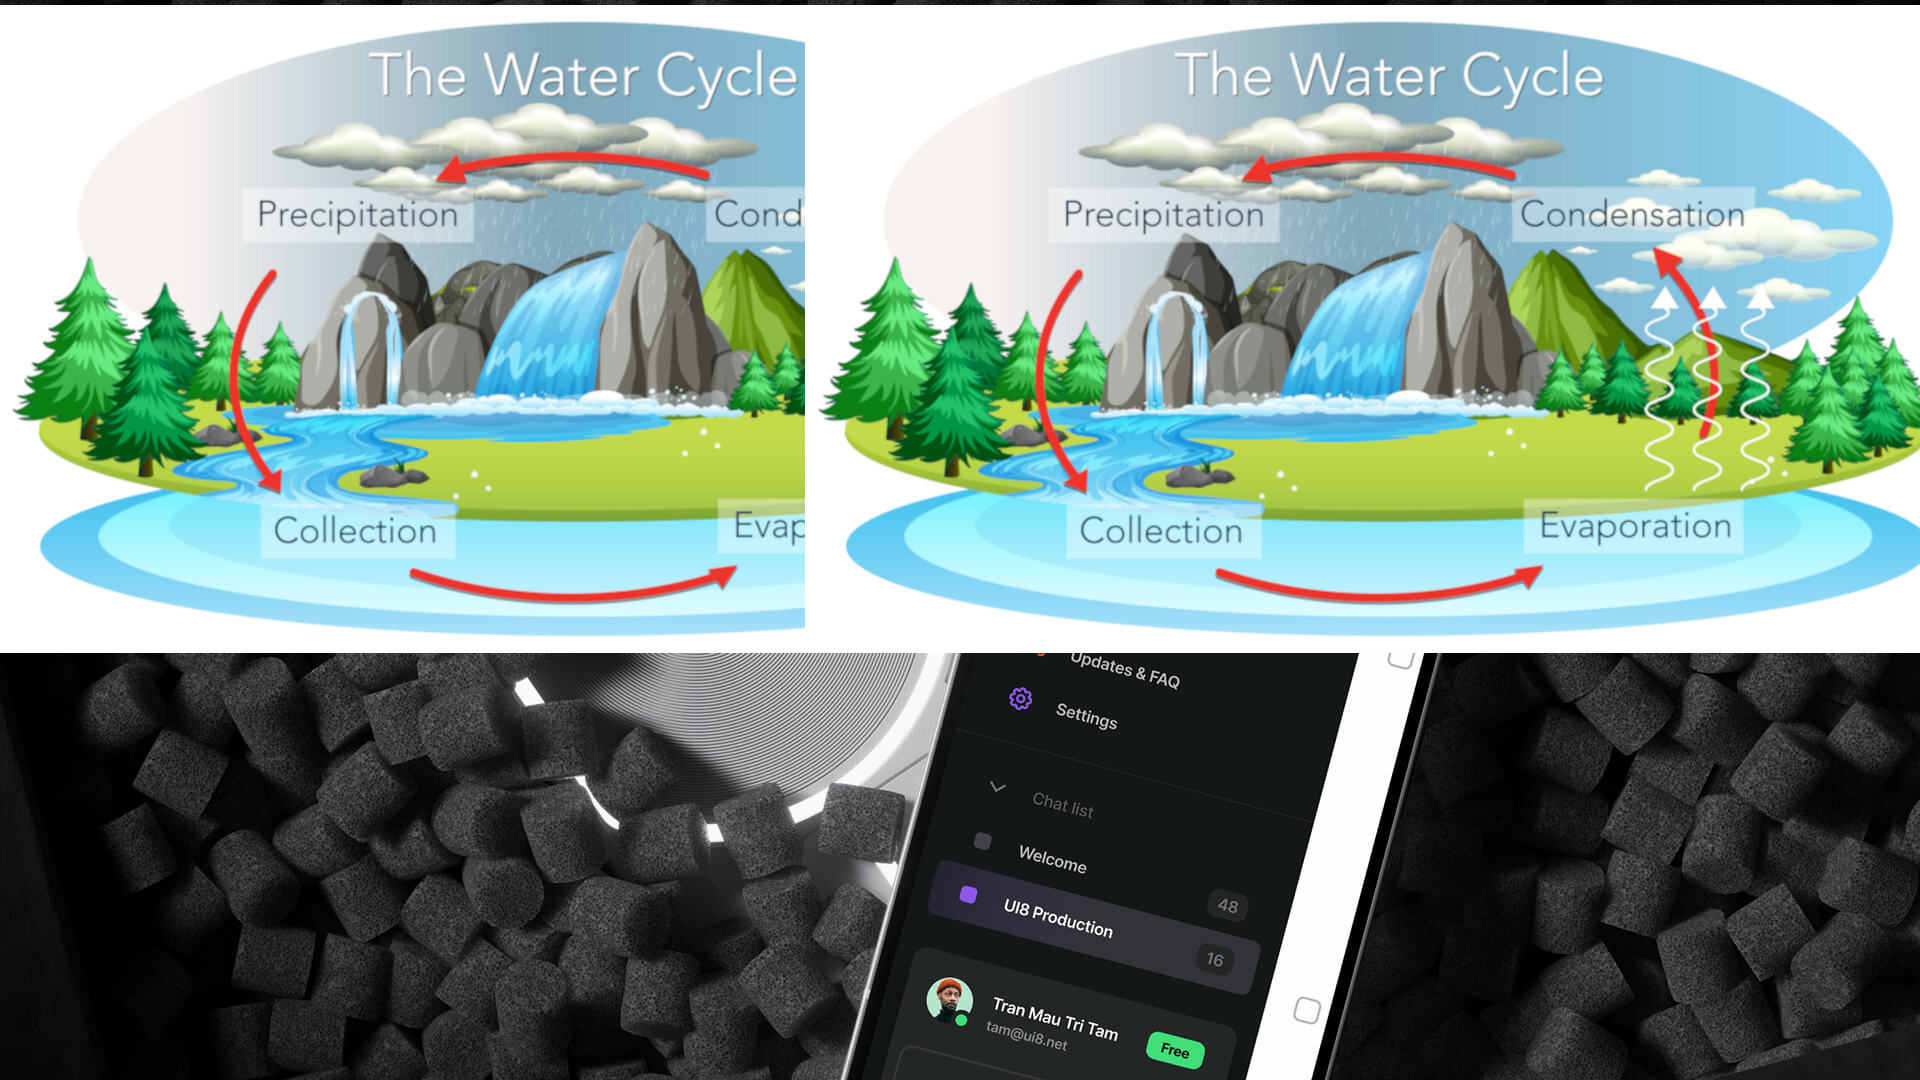 The Water Cycle
Precipitation
Cond
Collection
Evap
The Water Cycle
Precipitation
Condensation
Collection
Evaporation
Updates & FAQ
Settings
Chat list
Welcome
48
UI8 Production
16
Tran Mau Tri Tam
tam@ui8.net
Free